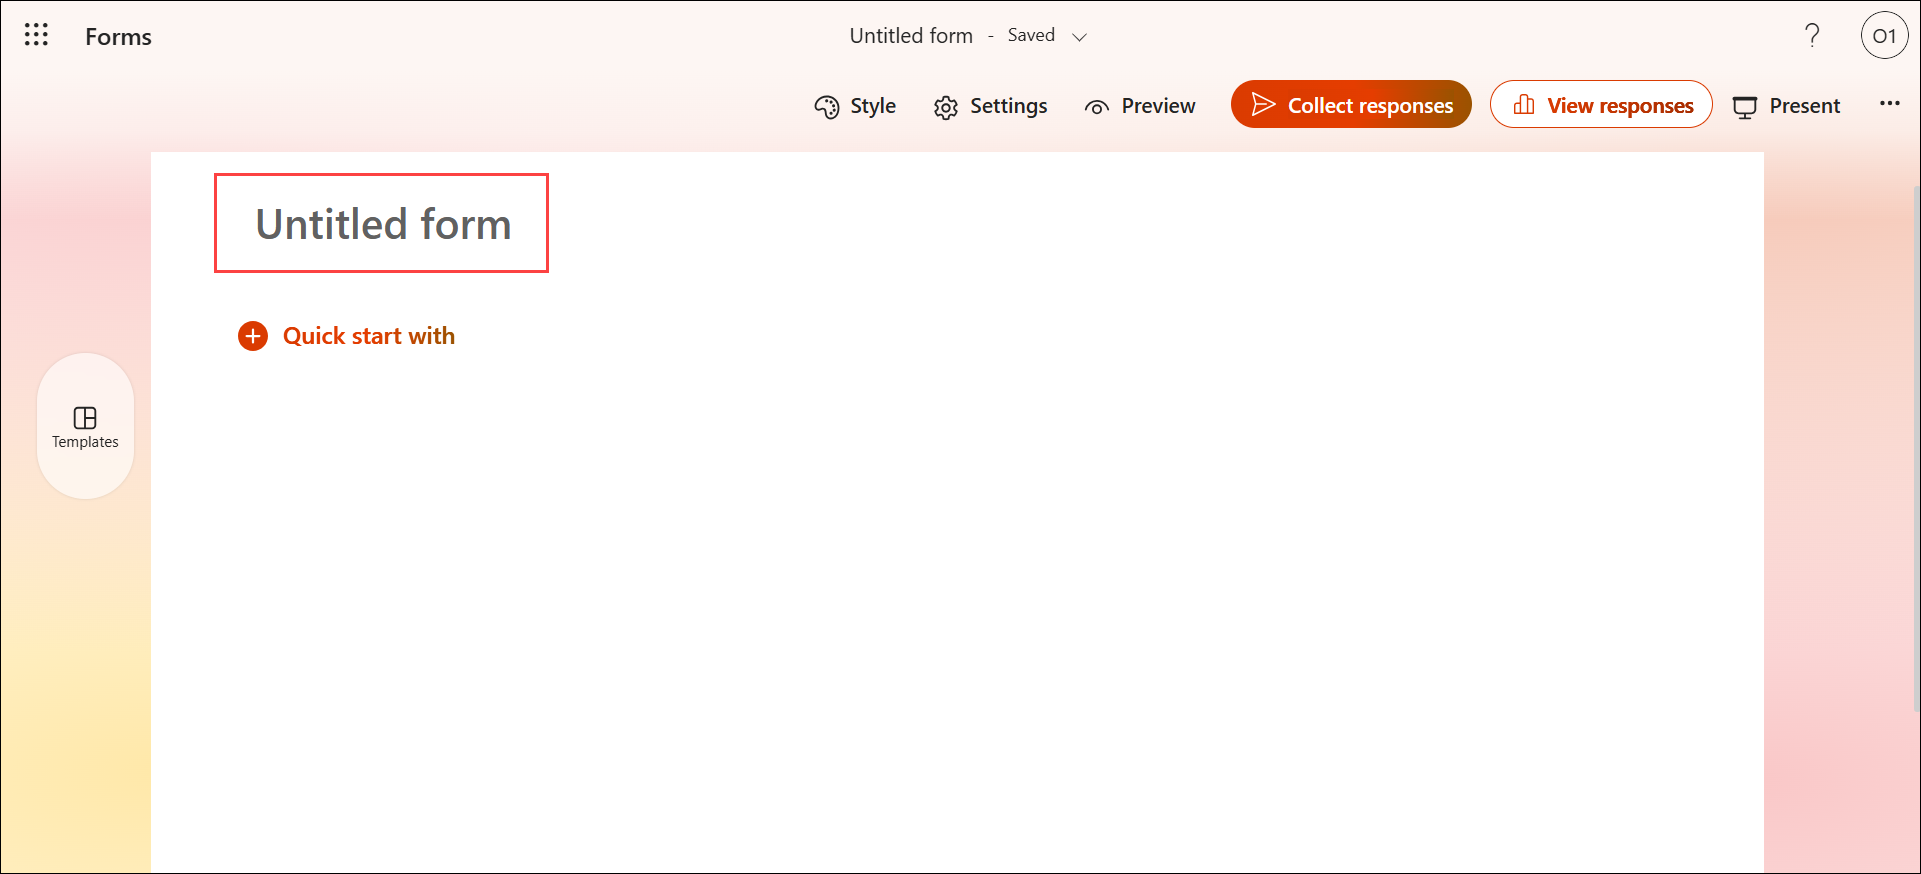 Forms
Untitled form - Saved
?
O1
Style
Settings
Preview
Collect responses
View responses
Present
...
Untitled form
Quick start with
Templates